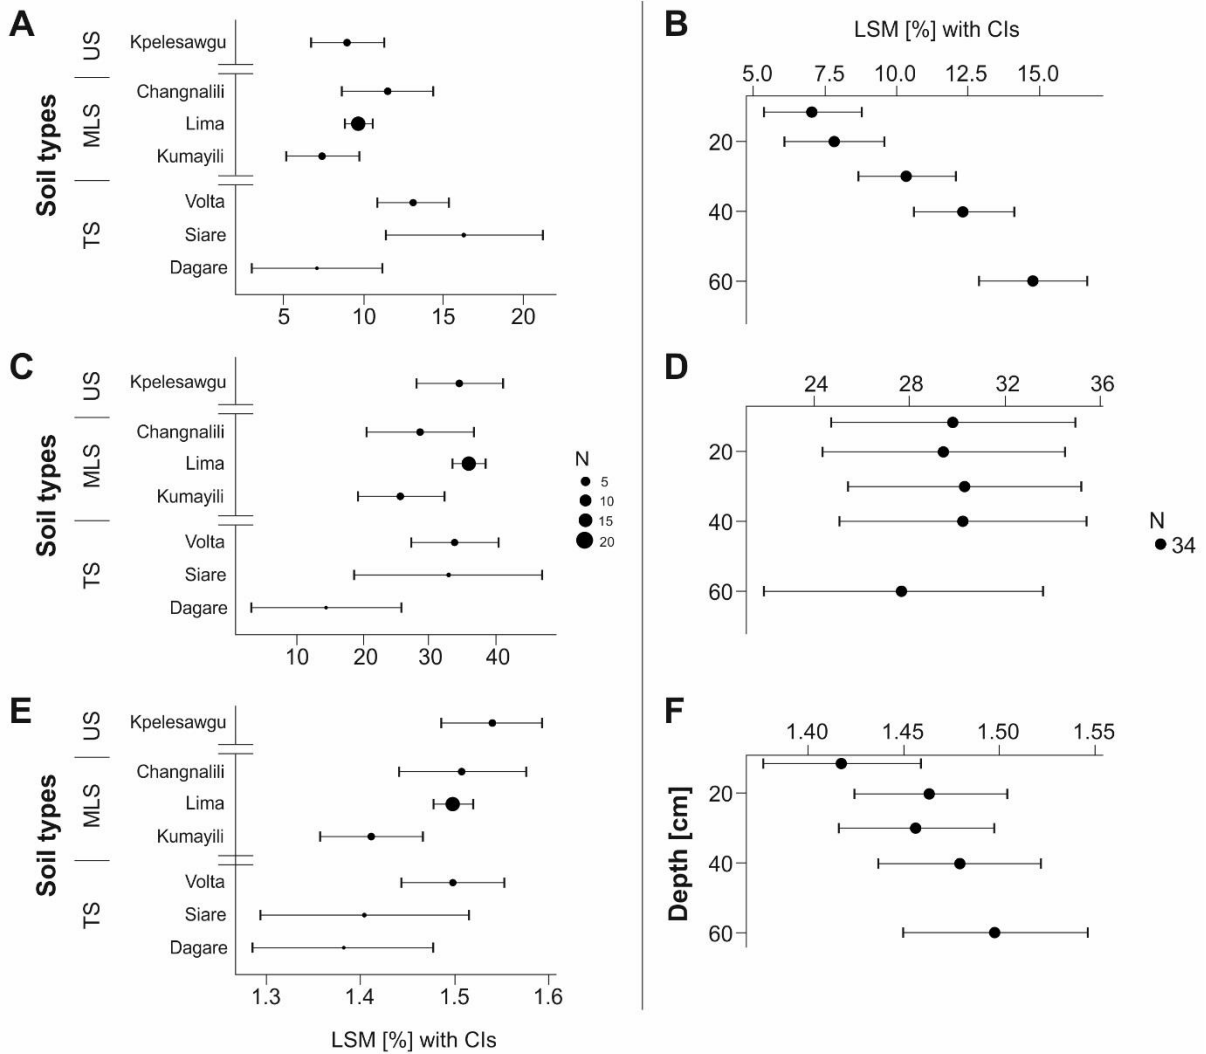 A
Soil types
US
MLS
TS
Kpelesawgu
Changnalili
Lima
Kumayili
Volta
Siare
Dagare
5 10 15 20
B
LSM [%] with CIs
5.0 7.5 10.0 12.5 15.0
20
40
60
C
Soil types
US
MLS
TS
Kpelesawgu
Changnalili
Lima
Kumayili
Volta
Siare
Dagare
10 20 30 40
N
5
10
15
20
D
24 28 32 36
20
40
60
N
34
E
Soil types
US
MLS
TS
Kpelesawgu
Changnalili
Lima
Kumayili
Volta
Siare
Dagare
1.3 1.4 1.5 1.6
LSM [%] with CIs
F
1.40 1.45 1.50 1.55
Depth [cm]
20
40
60